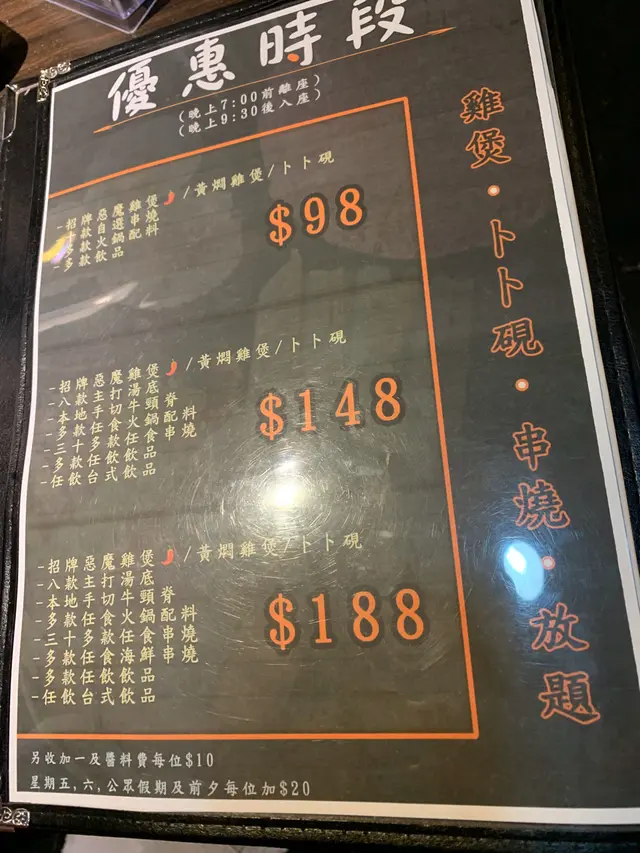 優惠時段
(晚上7:00前離座)
(晚上9:30後入座)
-招牌惡魔雞煲/黃燜雞煲/卜卜硯
款自選串燒
款火鍋配料
-多款飲品
$98
-招牌惡魔雞煲/黃燜雞煲/卜卜硯
-八款主打湯底
-本地手切牛頸脊
-多款任食火鍋配料
-三十多款任食串燒
-多款任飲飲品
-任飲台式飲品
$148
-招牌惡魔雞煲/黃燜雞煲/卜卜硯
-八款主打湯底
-本地手切牛頸脊
-多款任食火鍋配料
-三十多款任食串燒
-多款任食海鮮串燒
-多款任飲飲品
-任飲台式飲品
$188
另收加一及醬料費每位$10
星期五,六,公眾假期及前夕每位加$20
雞煲·卜卜硯·串燒·放題